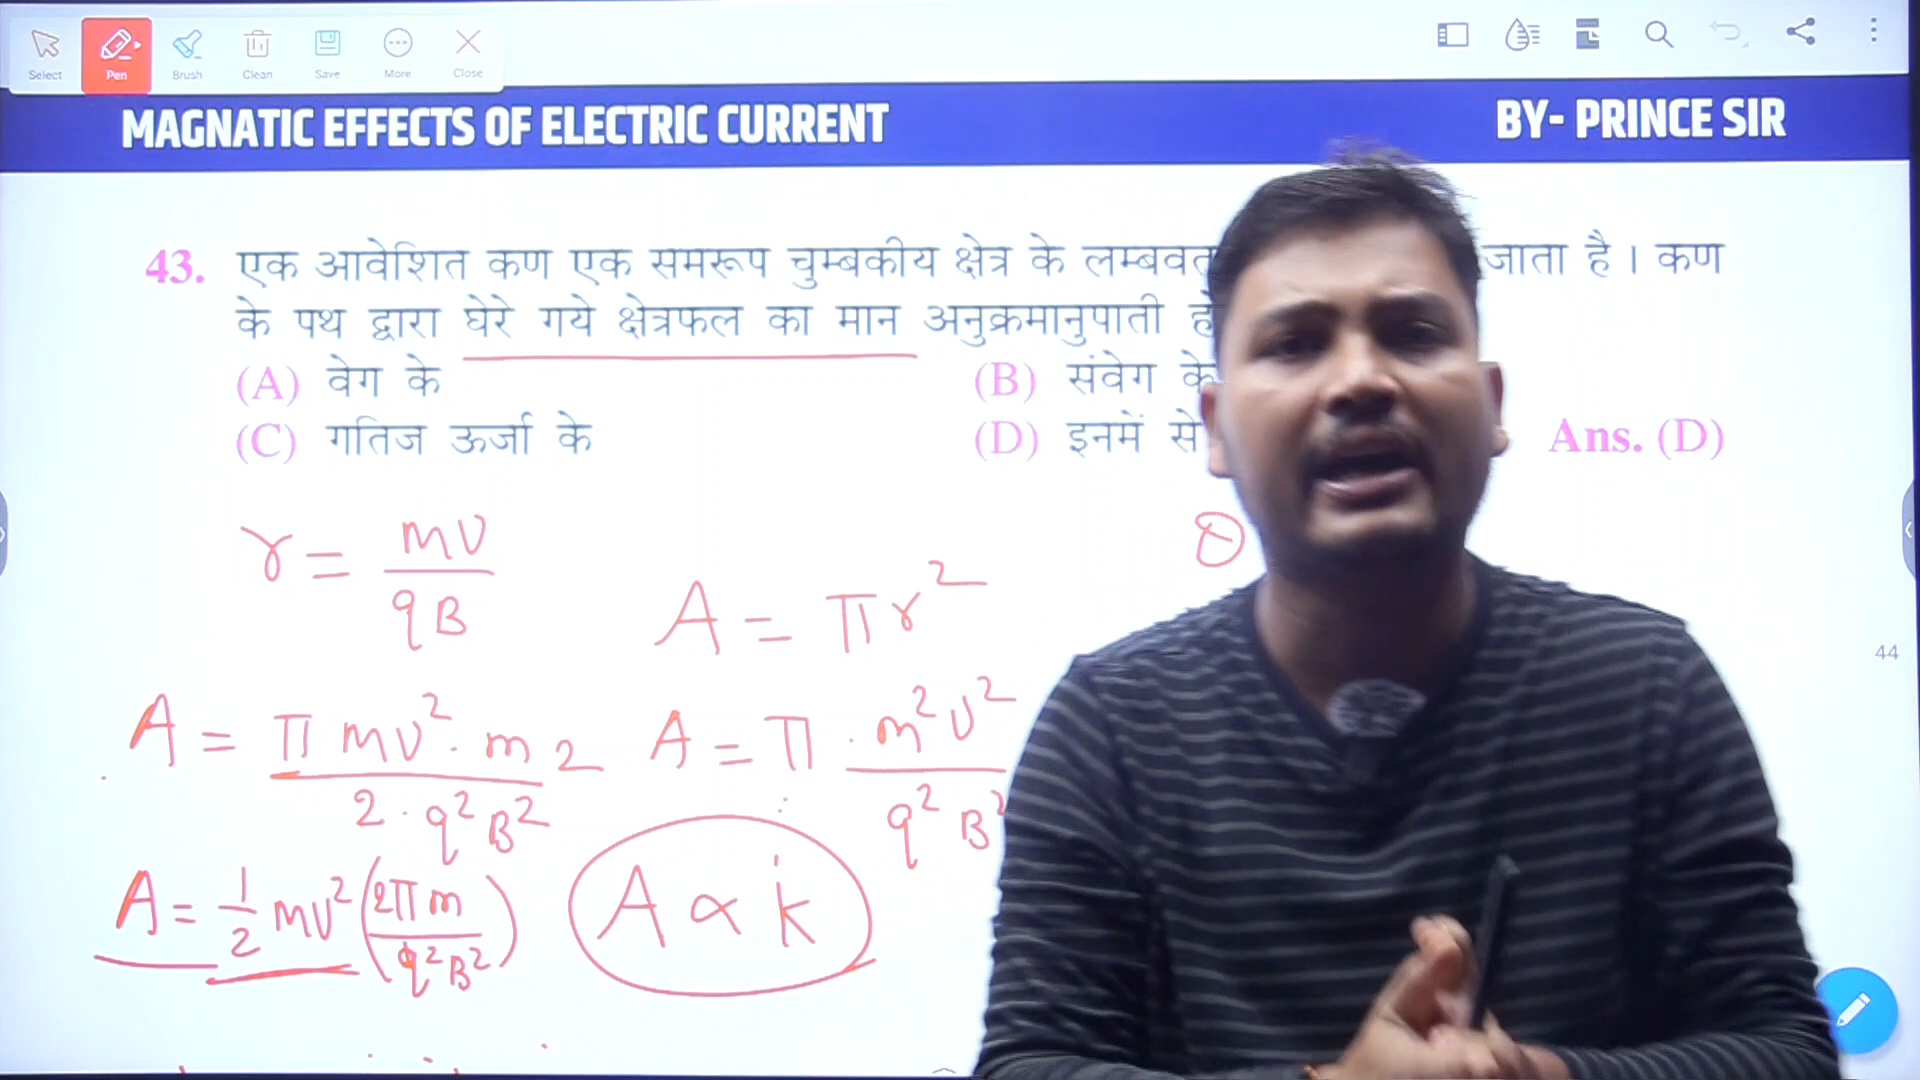 Select Pen Brush Clean Save More Close
MAGNATIC EFFECTS OF ELECTRIC CURRENT
BY- PRINCE SIR
43. एक आवेशित कण एक समरूप चुम्बकीय क्षेत्र के लम्बवत जाता है । कण
के पथ द्वारा घेरे गये क्षेत्रफल का मान अनुक्रमानुपाती
(A) वेग के
(B) संवेग के
(C) गतिज ऊर्जा के
(D) इनमें से
Ans. (D)
r = mv / qB
A = πr²
A = π mv² · m 2 / 2 · q²B²
A = π · m²v² / q² B²
A = 1/2 mv² (2πm / q²B²)
A ∝ k
44